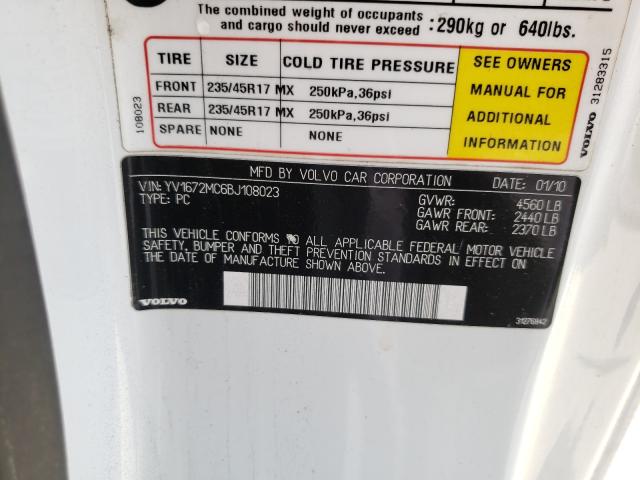 The combined weight of occupants
and cargo should never exceed :290kg or 640lbs.
TIRE SIZE COLD TIRE PRESSURE SEE OWNERS MANUAL FOR ADDITIONAL INFORMATION
FRONT 235/45R17 MX 250kPa,36psi
REAR 235/45R17 MX 250kPa,36psi
SPARE NONE NONE
108023
VOLVO 31283315
MFD BY VOLVO CAR CORPORATION DATE: 01/10
VIN: YV1672MC6BJ108023
TYPE: PC
GVWR: 4560 LB
GAWR FRONT: 2440 LB
GAWR REAR: 2370 LB
THIS VEHICLE CONFORMS TO ALL APPLICABLE FEDERAL MOTOR VEHICLE
SAFETY, BUMPER AND THEFT PREVENTION STANDARDS IN EFFECT ON
THE DATE OF MANUFACTURE SHOWN ABOVE.
VOLVO
31276842